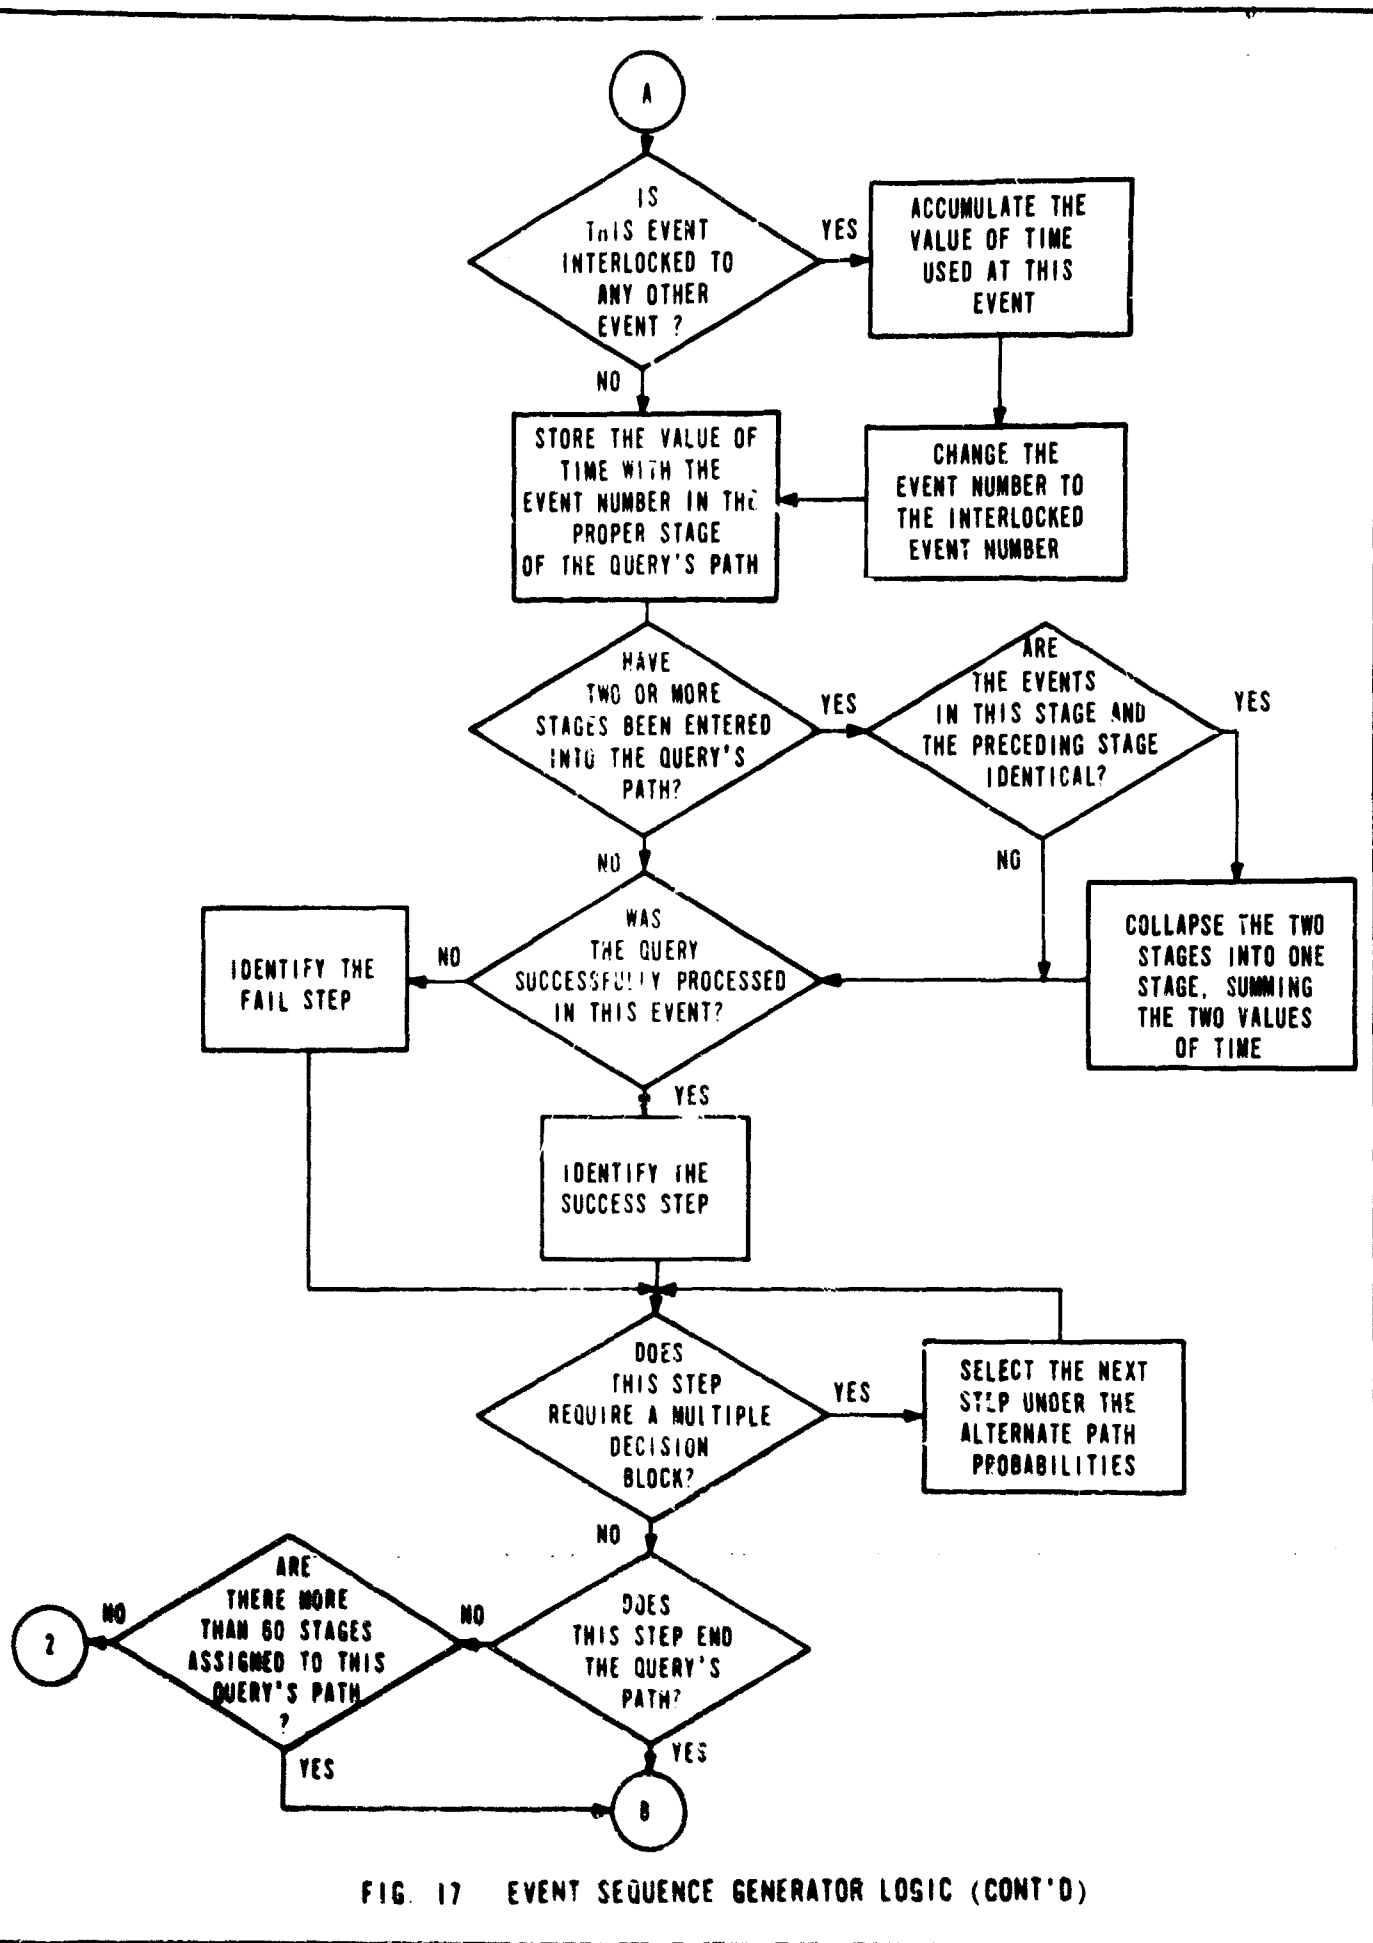 A
IS
THIS EVENT
INTERLOCKED TO
ANY OTHER
EVENT ?
YES
ACCUMULATE THE
VALUE OF TIME
USED AT THIS
EVENT
NO
STORE THE VALUE OF
TIME WITH THE
EVENT NUMBER IN THE
PROPER STAGE
OF THE QUERY'S PATH
CHANGE THE
EVENT NUMBER TO
THE INTERLOCKED
EVENT NUMBER
HAVE
TWO OR MORE
STAGES BEEN ENTERED
INTO THE QUERY'S
PATH?
YES
ARE
THE EVENTS
IN THIS STAGE AND
THE PRECEDING STAGE
IDENTICAL?
YES
NO
NO
COLLAPSE THE TWO
STAGES INTO ONE
STAGE, SUMMING
THE TWO VALUES
OF TIME
WAS
THE QUERY
SUCCESSFULLY PROCESSED
IN THIS EVENT?
NO
IDENTIFY THE
FAIL STEP
YES
IDENTIFY THE
SUCCESS STEP
DOES
THIS STEP
REQUIRE A MULTIPLE
DECISION
BLOCK?
YES
SELECT THE NEXT
STEP UNDER THE
ALTERNATE PATH
PROBABILITIES
NO
DOES
THIS STEP END
THE QUERY'S
PATH?
NO
ARE
THERE MORE
THAN 60 STAGES
ASSIGNED TO THIS
QUERY'S PATH
?
NO
2
YES
YES
B
FIG. 17 EVENT SEQUENCE GENERATOR LOGIC (CONT'D)